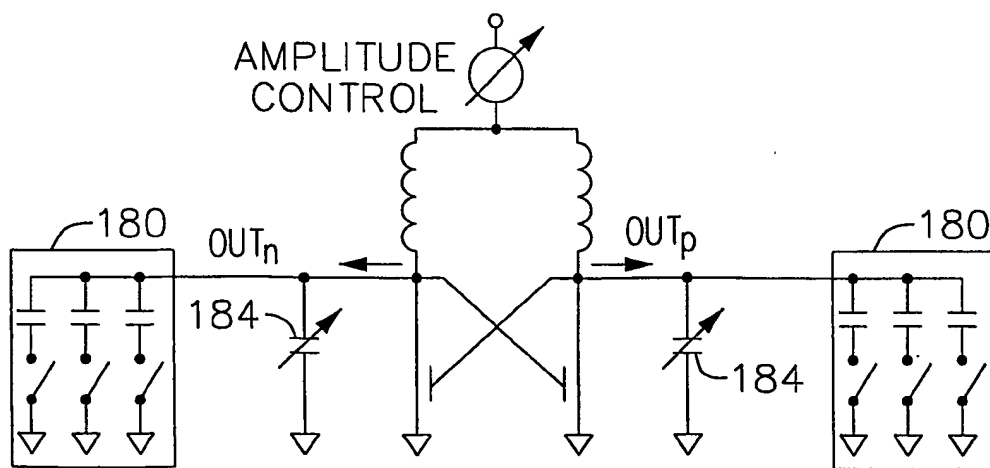 AMPLITUDE
CONTROL
180
OUTn
OUTp
180
184
184